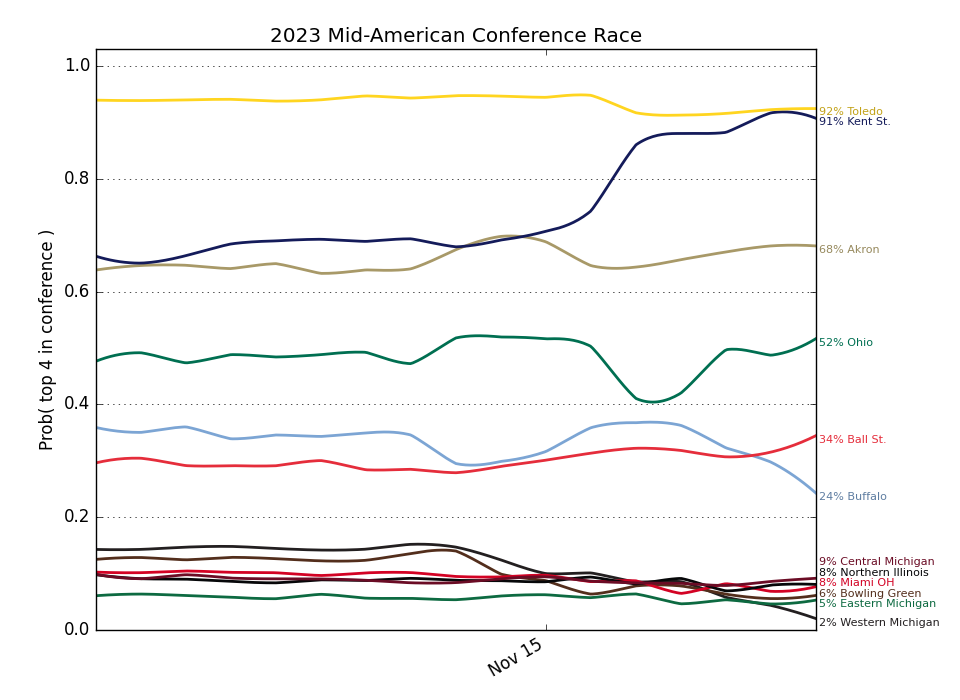 2023 Mid-American Conference Race
Prob( top 4 in conference )
1.0
0.8
0.6
0.4
0.2
0.0
Nov 15
92% Toledo
91% Kent St.
68% Akron
52% Ohio
34% Ball St.
24% Buffalo
9% Central Michigan
8% Northern Illinois
8% Miami OH
6% Bowling Green
5% Eastern Michigan
2% Western Michigan